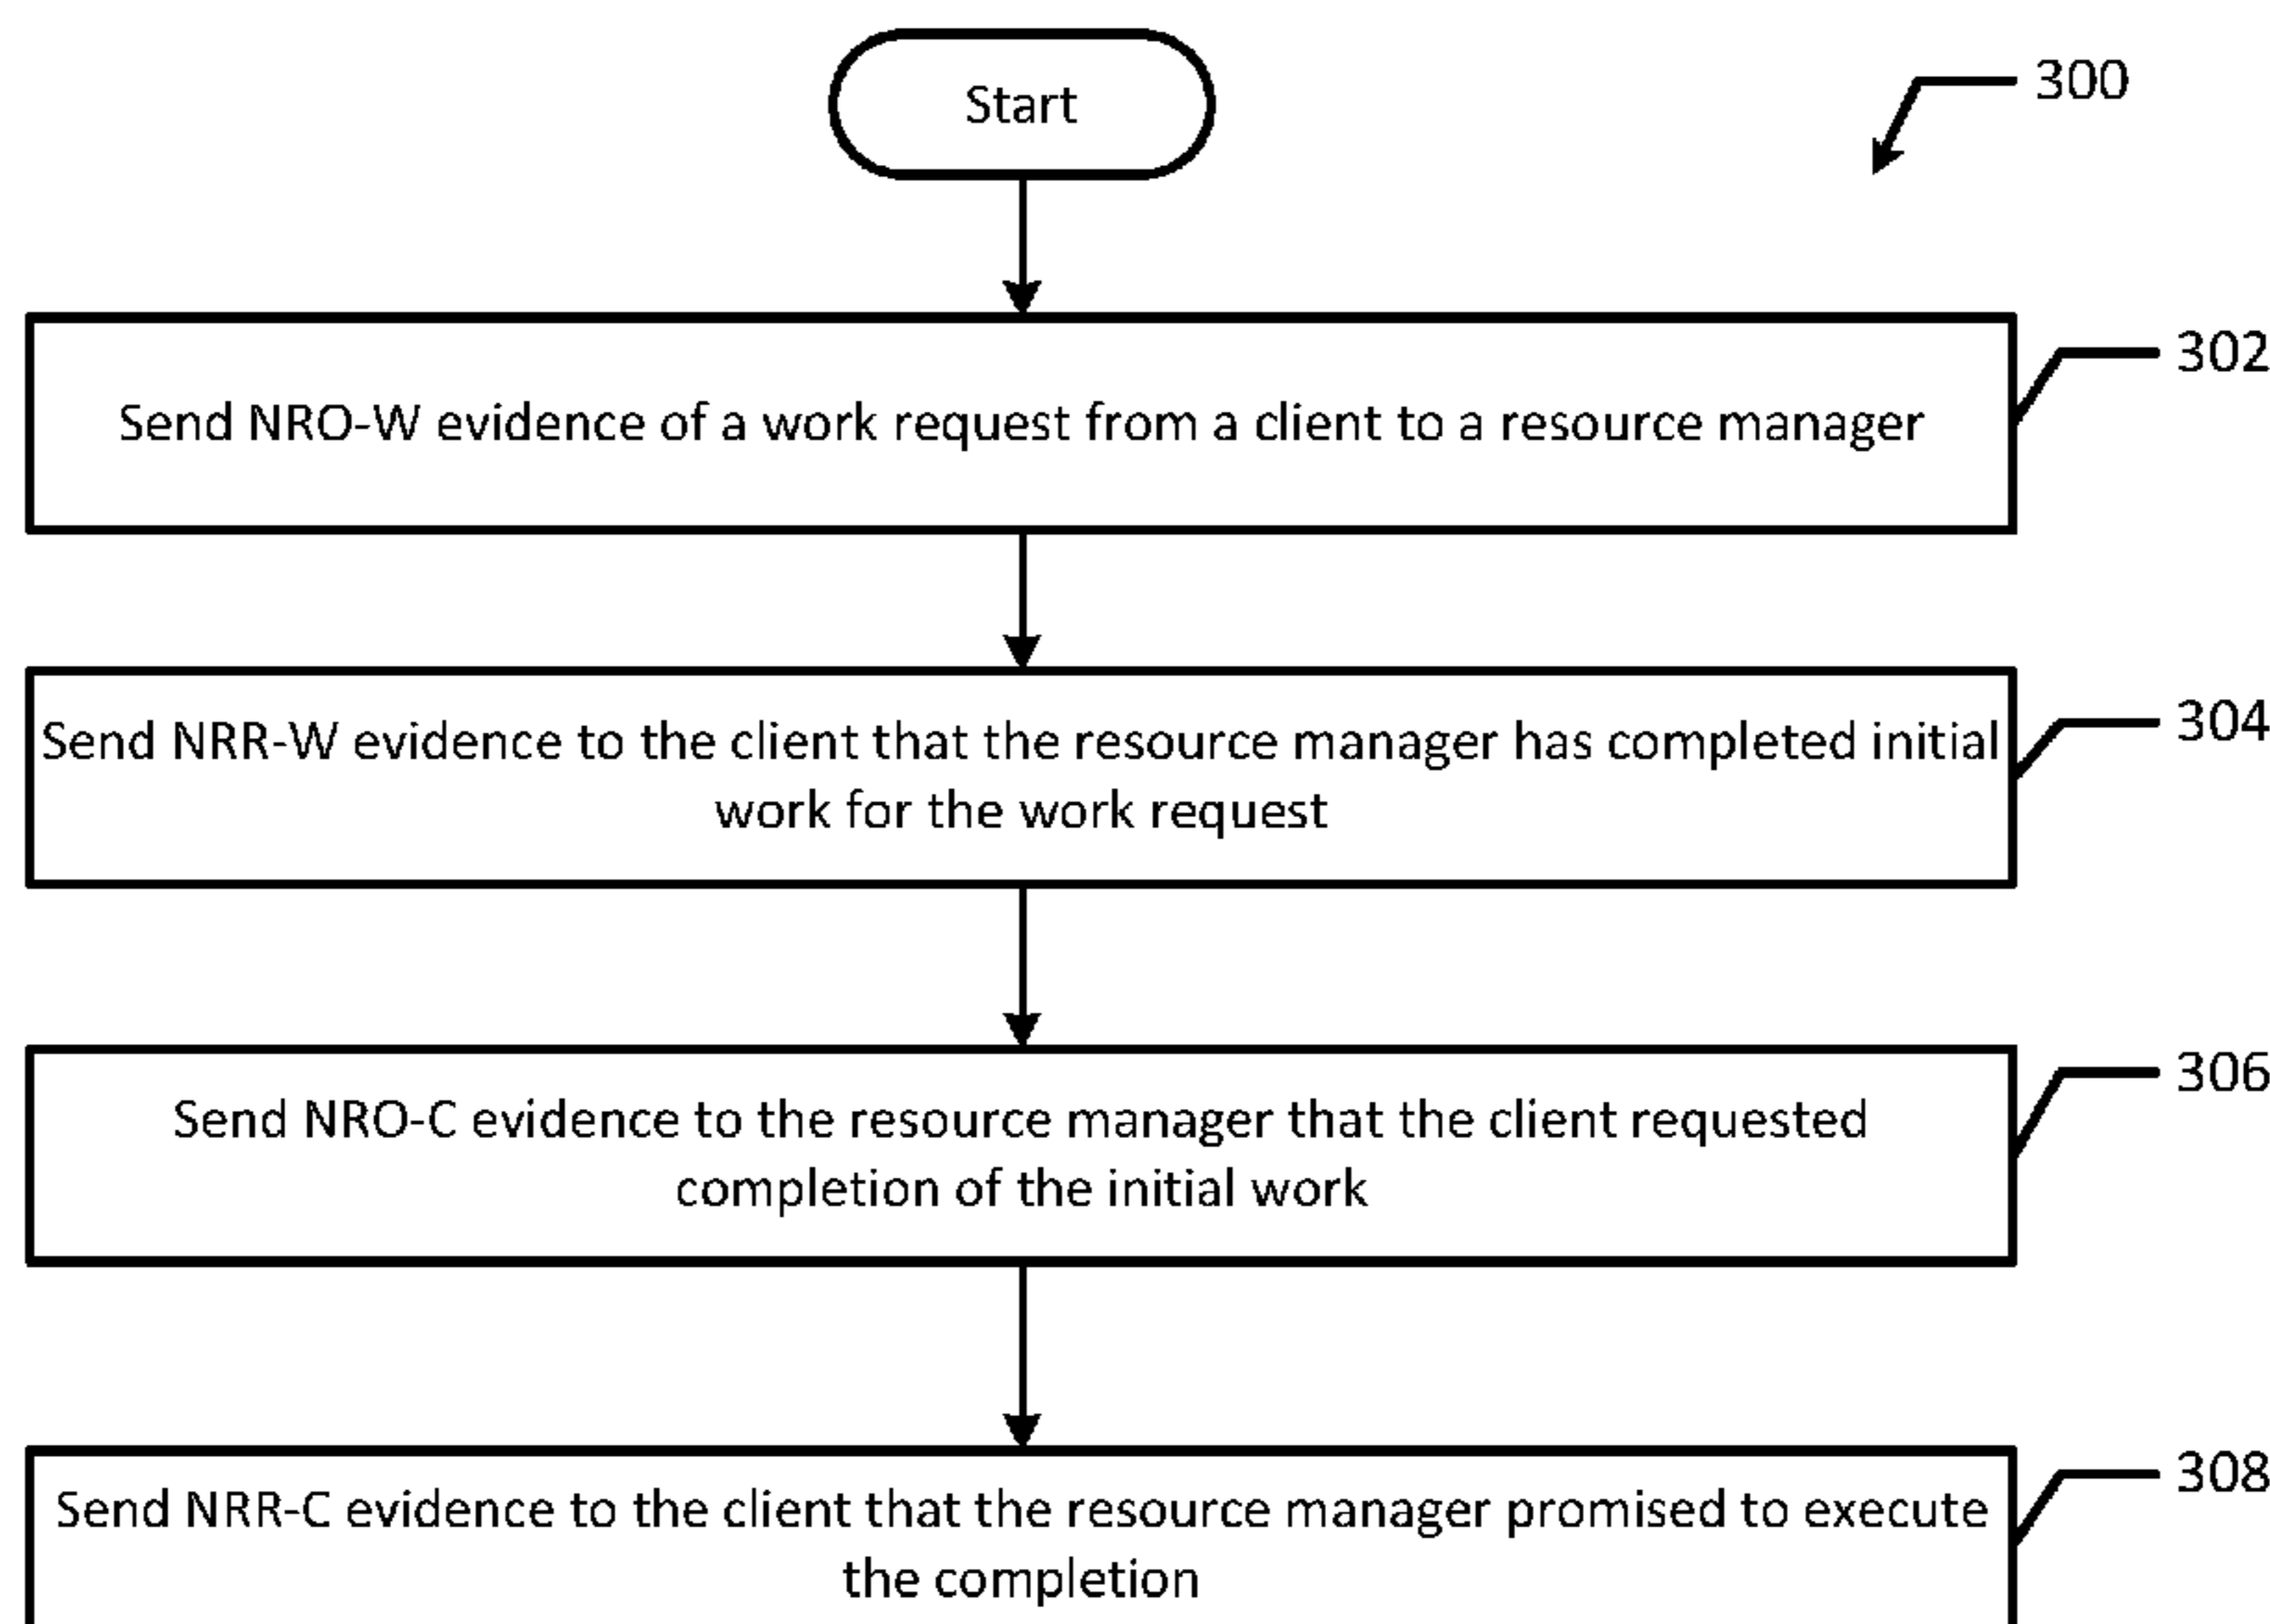 Start
300
Send NRO-W evidence of a work request from a client to a resource manager
302
Send NRR-W evidence to the client that the resource manager has completed initial
work for the work request
304
Send NRO-C evidence to the resource manager that the client requested
completion of the initial work
306
Send NRR-C evidence to the client that the resource manager promised to execute
the completion
308